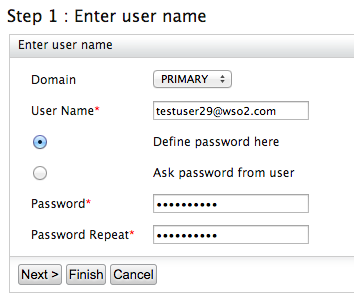 Step 1 : Enter user name
Enter user name
Domain PRIMARY
User Name* testuser29@wso2.com
Define password here
Ask password from user
Password* ••••••••••
Password Repeat* ••••••••••
Next > Finish Cancel